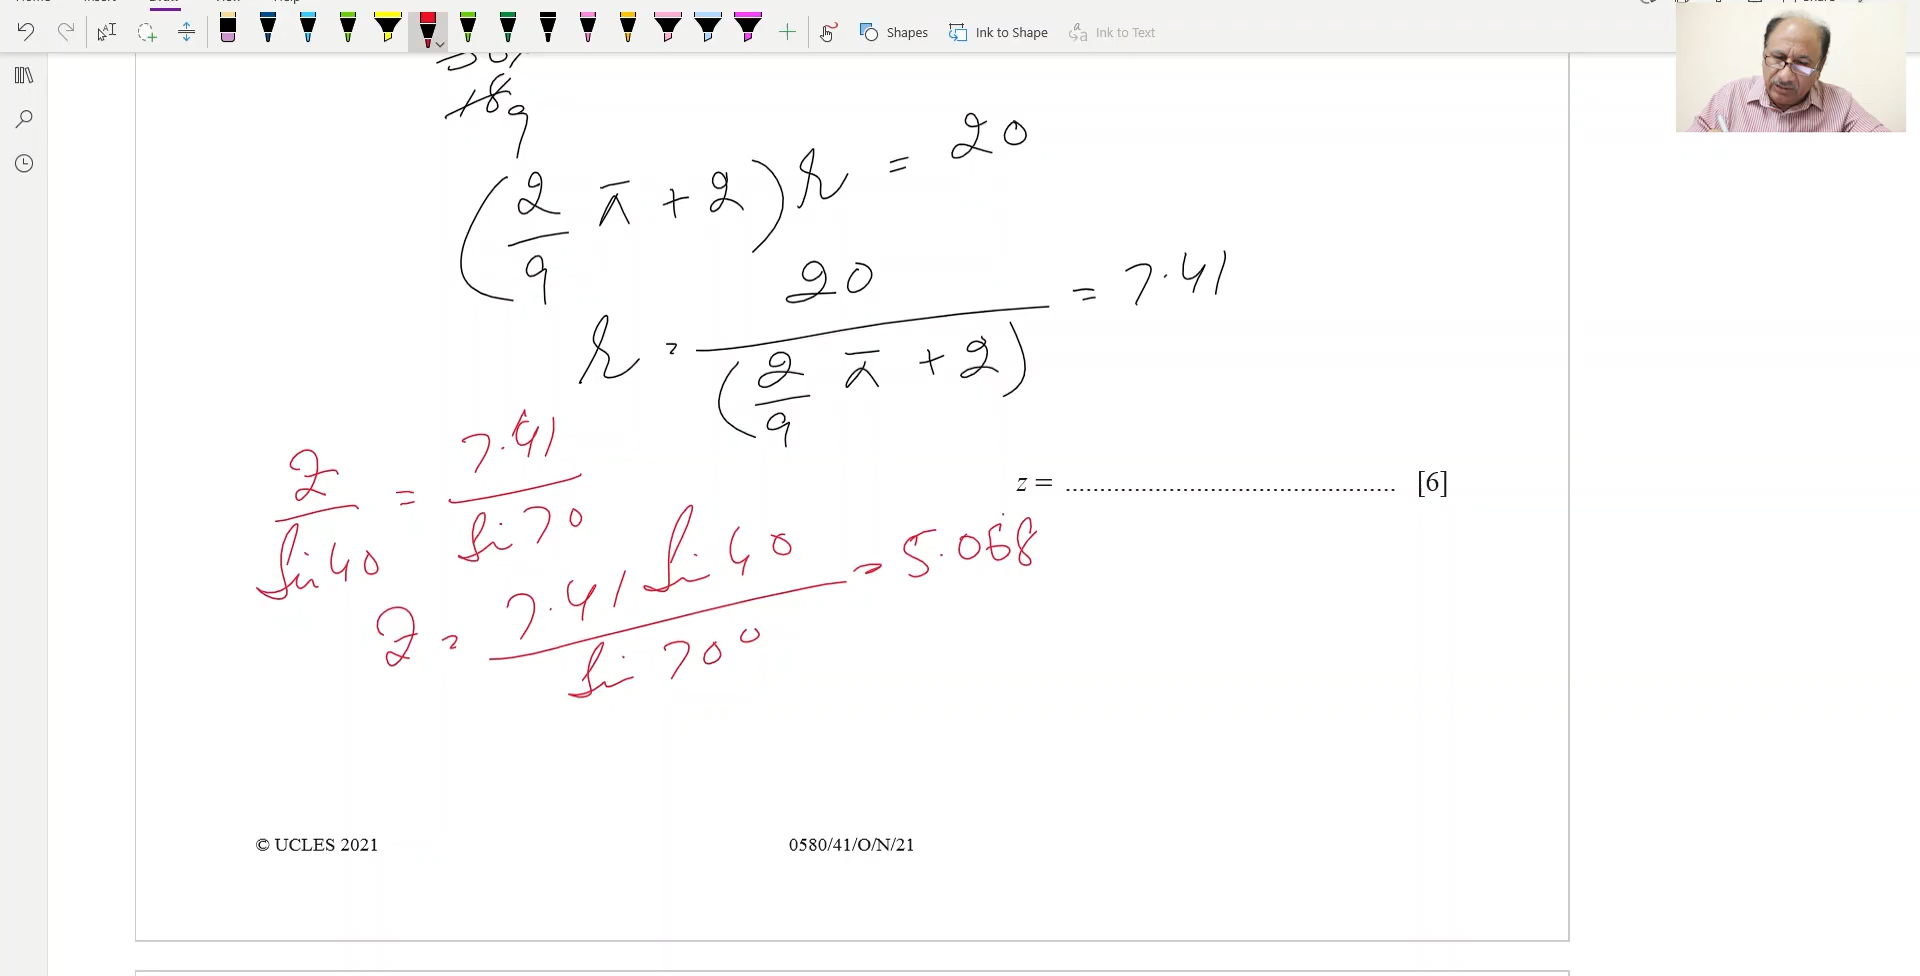 Shapes Ink to Shape Ink to Text
189
(2/9 π + 2) r = 20
r = 20 / (2/9 π + 2) = 7.41
z / Sin 40 = 7.41 / Sin 70
z = ........................................ [6]
z = 7.41 Sin 40 / Sin 70° = 5.068
© UCLES 2021
0580/41/O/N/21